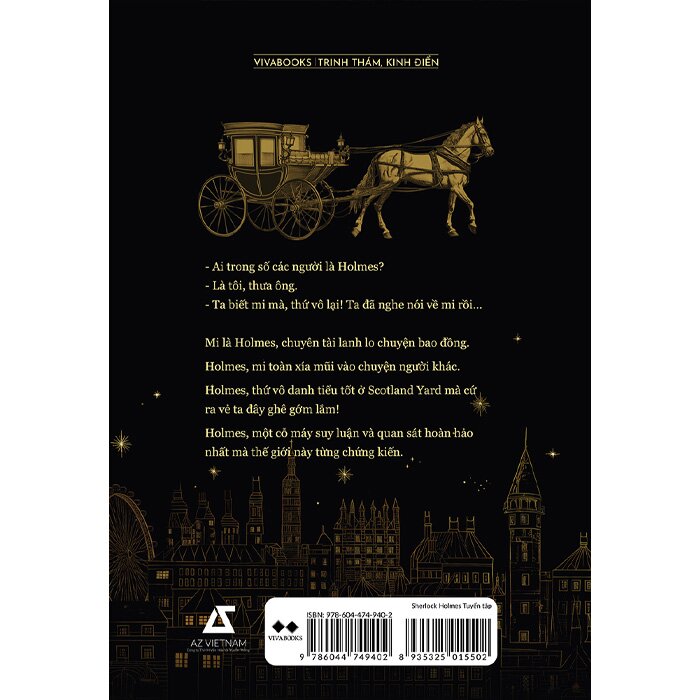 VIVABOOKS | TRINH THÁM, KINH ĐIỂN
- Ai trong số các người là Holmes?
- Là tôi, thưa ông.
- Ta biết mi mà, thứ vô lại! Ta đã nghe nói về mi rồi...
Mi là Holmes, chuyên tài lanh lo chuyện bao đồng.
Holmes, mi toàn xía mũi vào chuyện người khác.
Holmes, thứ vô danh tiểu tốt ở Scotland Yard mà cứ
ra vẻ ta đây ghê gớm lắm!
Holmes, một cỗ máy suy luận và quan sát hoàn hảo
nhất mà thế giới này từng chứng kiến.
AZ VIETNAM
VIVABOOKS
ISBN: 978-604-474-940-2
9 786044 749402
Sherlock Holmes Tuyển tập
8 935325 015502